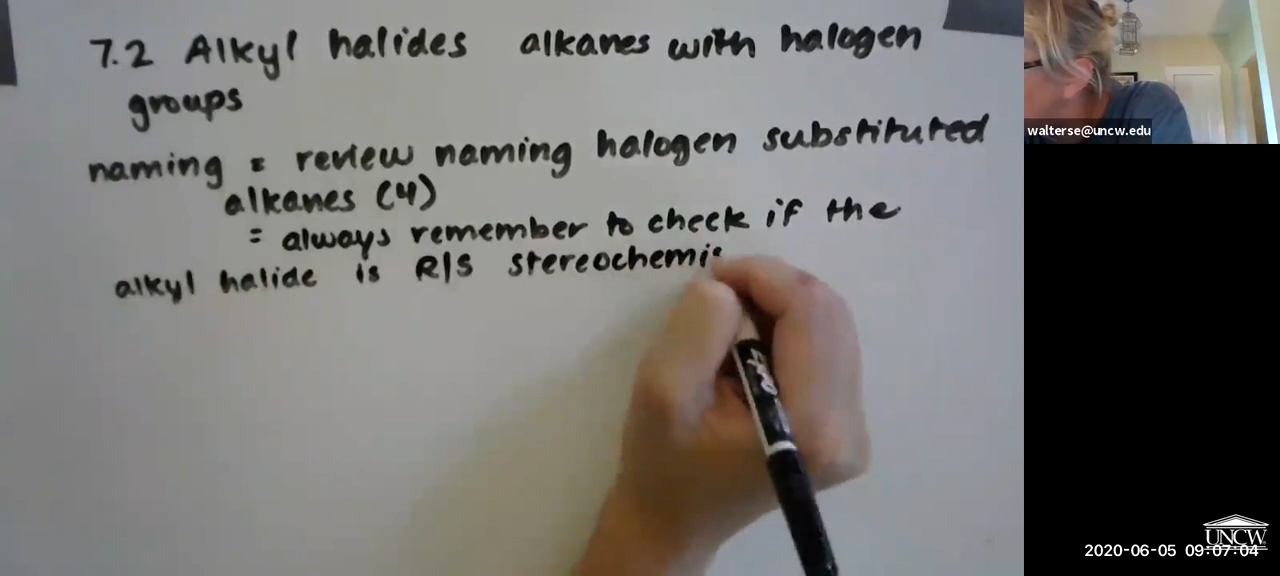 7.2 Alkyl halides alkanes with halogen
groups
naming = review naming halogen substituted
alkanes (4)
= always remember to check if the
alkyl halide is R/S stereochemis
walterse@uncw.edu
UNCW
2020-06-05 09:07:04